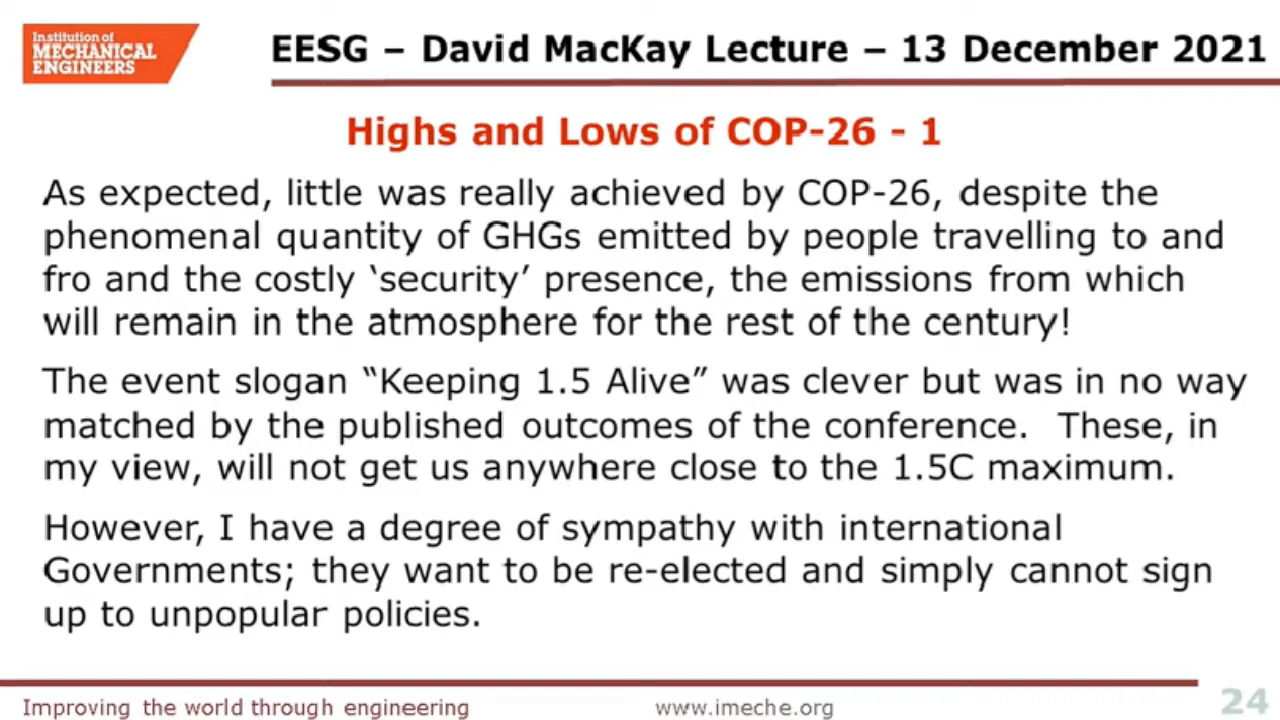 Institution of
MECHANICAL
ENGINEERS
EESG – David MacKay Lecture – 13 December 2021
Highs and Lows of COP-26 - 1
As expected, little was really achieved by COP-26, despite the
phenomenal quantity of GHGs emitted by people travelling to and
fro and the costly ‘security’ presence, the emissions from which
will remain in the atmosphere for the rest of the century!
The event slogan “Keeping 1.5 Alive” was clever but was in no way
matched by the published outcomes of the conference.  These, in
my view, will not get us anywhere close to the 1.5C maximum.
However, I have a degree of sympathy with international
Governments; they want to be re-elected and simply cannot sign
up to unpopular policies.
Improving the world through engineering
www.imeche.org
24